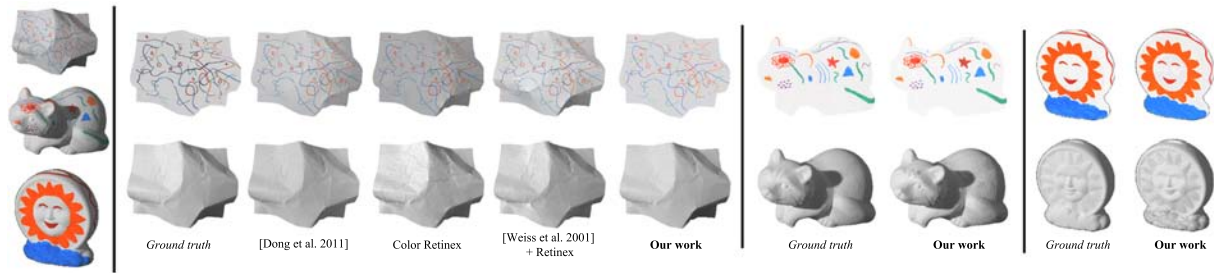 Ground truth
[Dong et al. 2011]
Color Retinex
[Weiss et al. 2001]
+ Retinex
Our work
Ground truth
Our work
Ground truth
Our work